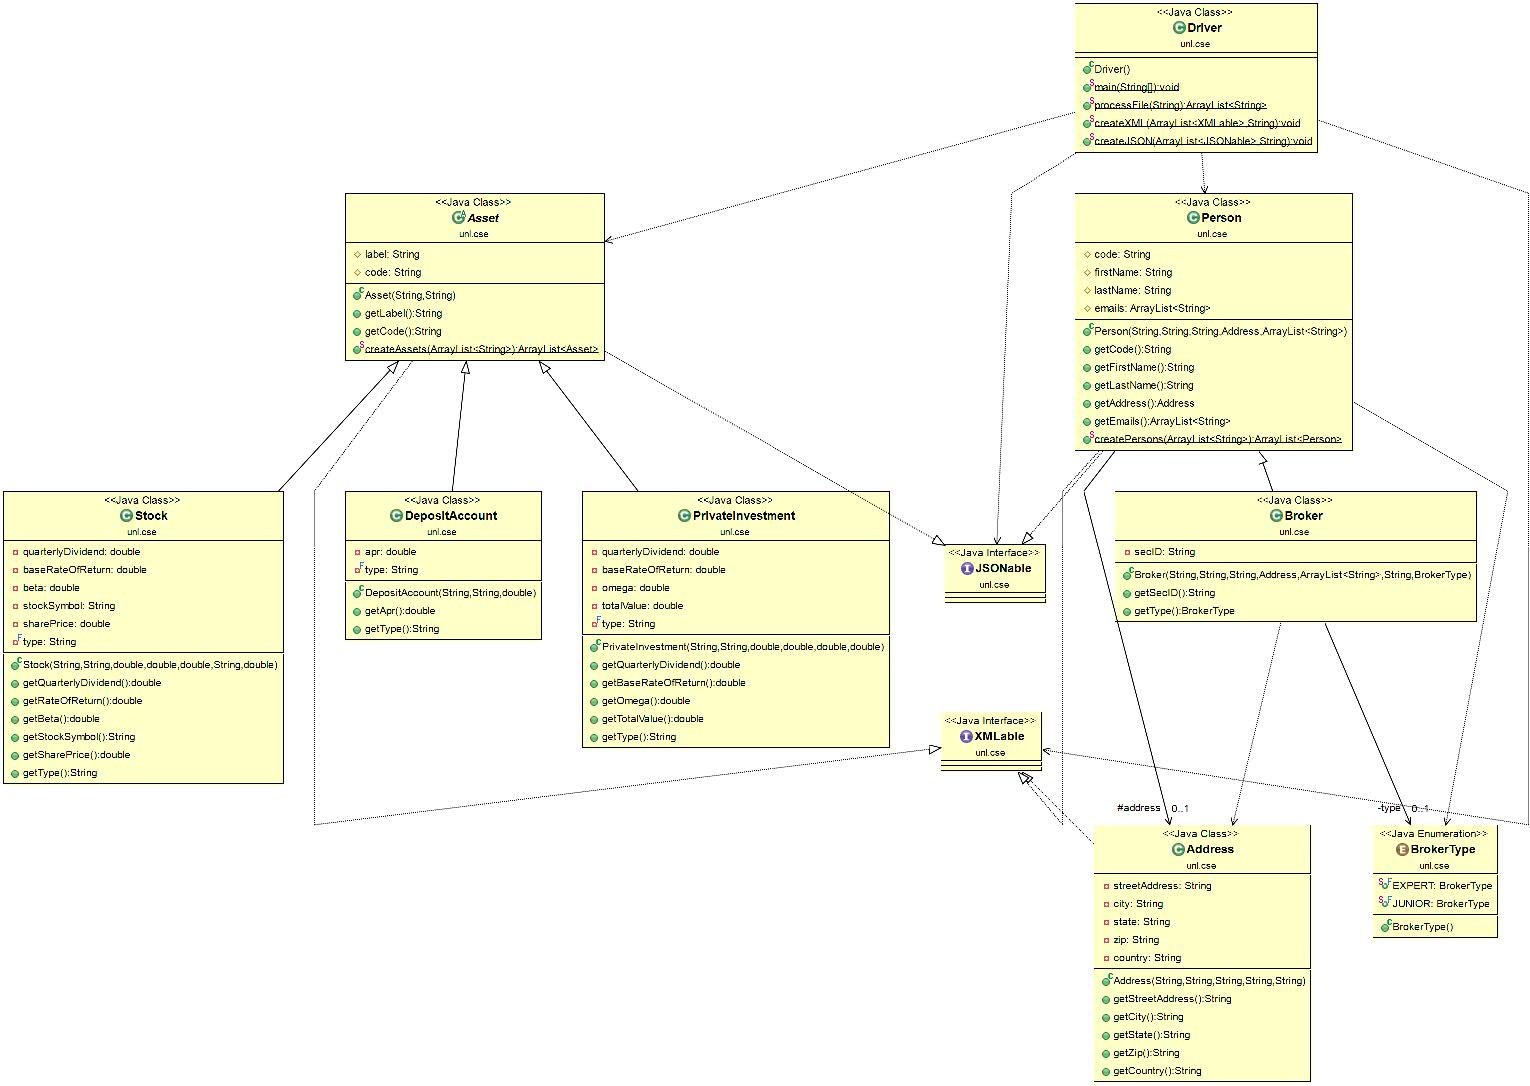 <<Java Class>>
Driver
unl.cse
Driver()
main(String[]):void
processFile(String):ArrayList<String>
createXML(ArrayList<XMLable>,String):void
createJSON(ArrayList<JSONable>,String):void
<<Java Class>>
Asset
unl.cse
label: String
code: String
Asset(String,String)
getLabel():String
getCode():String
createAssets(ArrayList<String>):ArrayList<Asset>
<<Java Class>>
Person
unl.cse
code: String
firstName: String
lastName: String
emails: ArrayList<String>
Person(String,String,String,Address,ArrayList<String>)
getCode():String
getFirstName():String
getLastName():String
getAddress():Address
getEmails():ArrayList<String>
createPersons(ArrayList<String>):ArrayList<Person>
<<Java Class>>
Stock
unl.cse
quarterlyDividend: double
baseRateOfReturn: double
beta: double
stockSymbol: String
sharePrice: double
type: String
Stock(String,String,double,double,double,String,double)
getQuarterlyDividend():double
getRateOfReturn():double
getBeta():double
getStockSymbol():String
getSharePrice():double
getType():String
<<Java Class>>
DepositAccount
unl.cse
apr: double
type: String
DepositAccount(String,String,double)
getApr():double
getType():String
<<Java Class>>
PrivateInvestment
unl.cse
quarterlyDividend: double
baseRateOfReturn: double
omega: double
totalValue: double
type: String
PrivateInvestment(String,String,double,double,double,double)
getQuarterlyDividend():double
getBaseRateOfReturn():double
getOmega():double
getTotalValue():double
getType():String
<<Java Interface>>
JSONable
unl.cse
<<Java Class>>
Broker
unl.cse
secID: String
Broker(String,String,String,Address,ArrayList<String>,String,BrokerType)
getSecID():String
getType():BrokerType
<<Java Interface>>
XMLable
unl.cse
#address 0..1
-type 0..1
<<Java Class>>
Address
unl.cse
streetAddress: String
city: String
state: String
zip: String
country: String
Address(String,String,String,String,String)
getStreetAddress():String
getCity():String
getState():String
getZip():String
getCountry():String
<<Java Enumeration>>
BrokerType
unl.cse
EXPERT: BrokerType
JUNIOR: BrokerType
BrokerType()